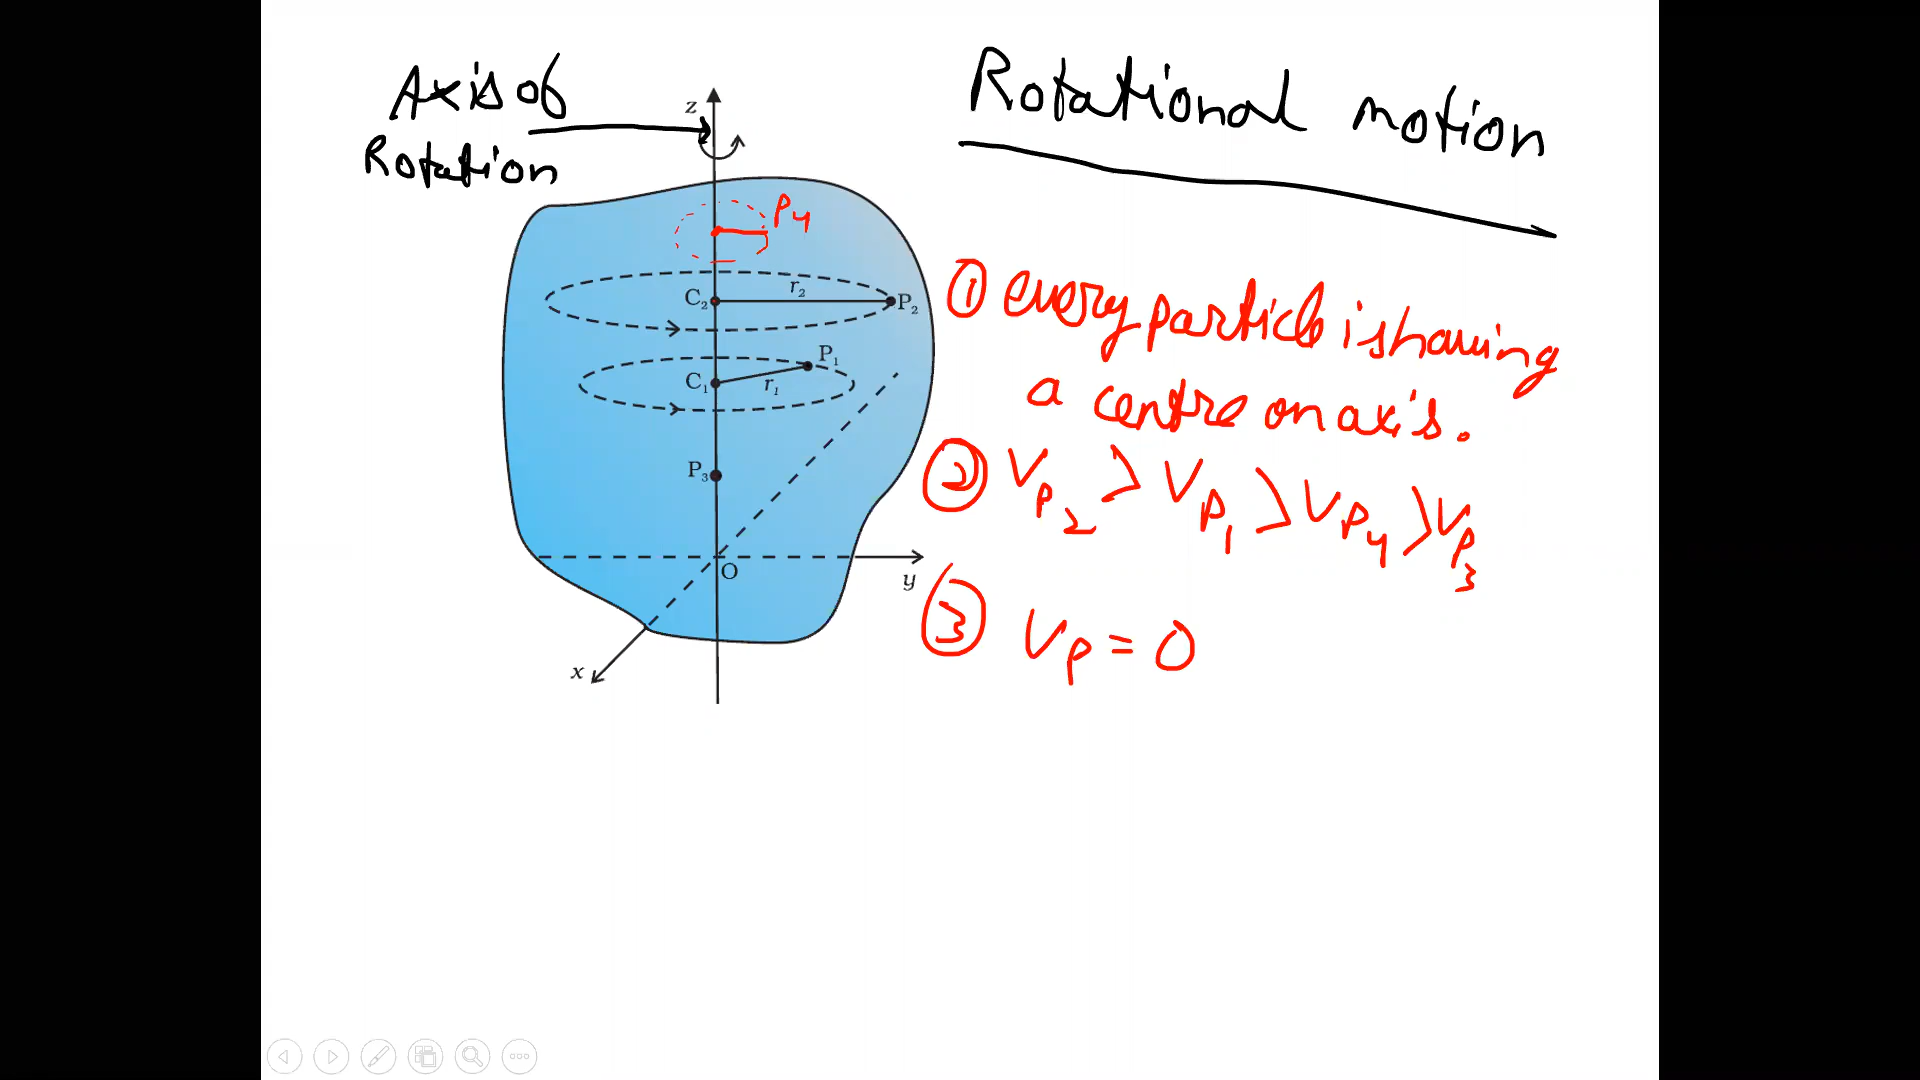 Axis of
Rotation
Rotational motion
z
P4
C2
r2
P2
P1
C1
r1
P3
O
y
x
① every particle is having
a centre on axis.
② VP2 > VP1 > VP4 > VP3
③ VP = 0